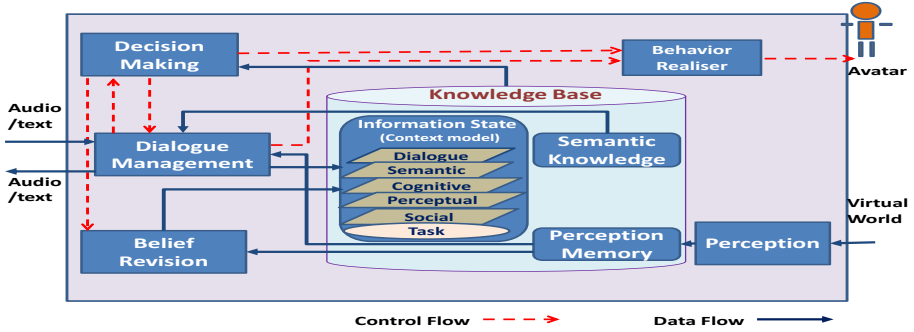 Decision
Making
Behavior
Realiser
Avatar
Knowledge Base
Audio
/text
Information State
(Context model)
Dialogue
Management
Semantic
Knowledge
Dialogue
Semantic
Cognitive
Perceptual
Social
Task
Audio
/text
Virtual
World
Belief
Revision
Perception
Memory
Perception
Control Flow
Data Flow